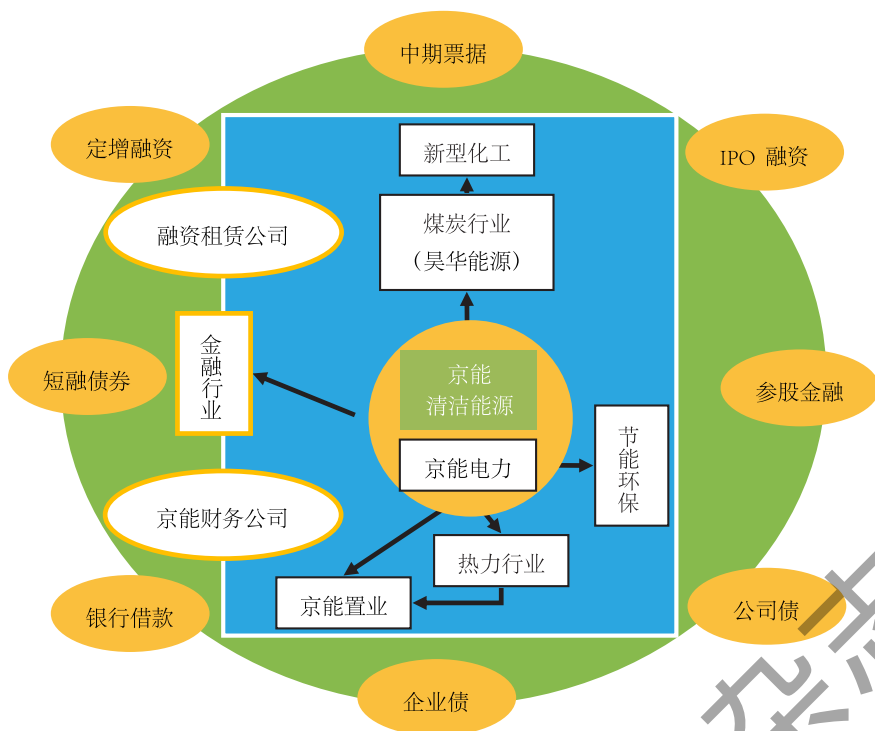 中期票据
定增融资
IPO 融资
新型化工
融资租赁公司
煤炭行业
（昊华能源）
金融行业
短融债券
京能
清洁能源
参股金融
京能电力
节能环保
京能财务公司
热力行业
京能置业
银行借款
公司债
企业债
杂志